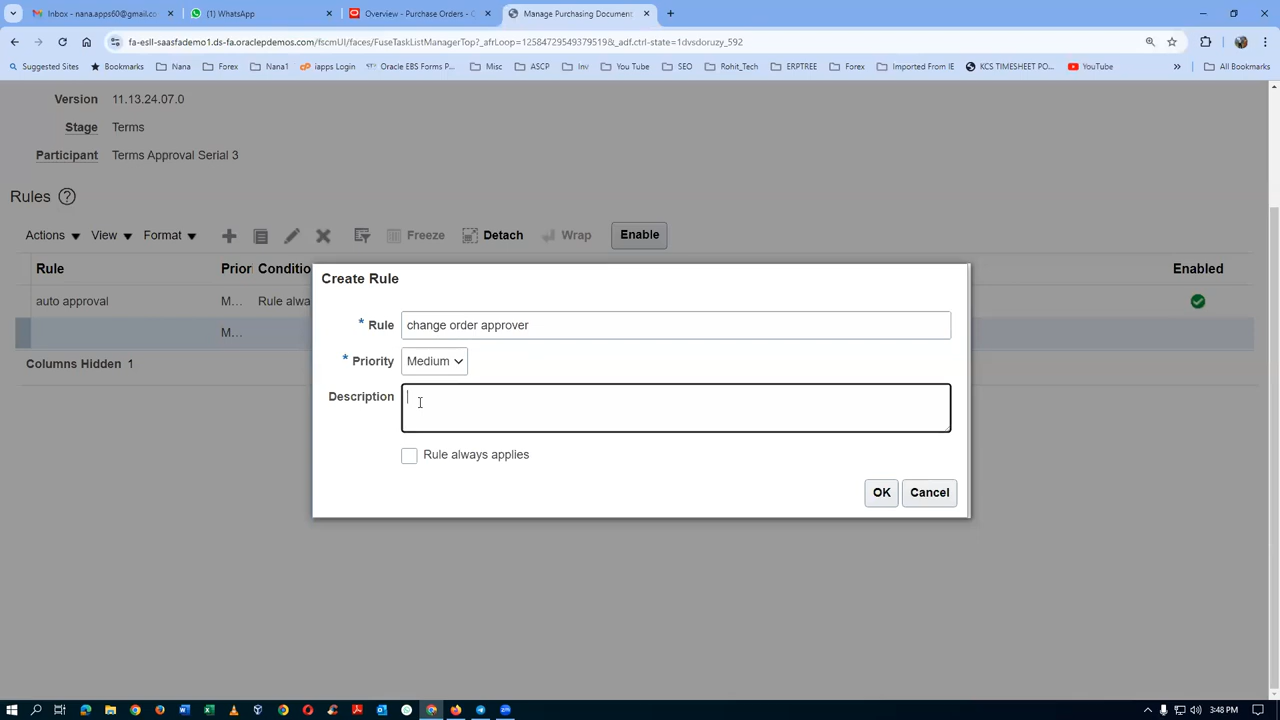 Inbox - nana.apps60@gmail.co
(1) WhatsApp
Overview - Purchase Orders - C
Manage Purchasing Document
fa-esll-saasfademo1.ds-fa.oraclepdemos.com/fscmUI/faces/FuseTaskListManagerTop?_afrLoop=12584729549379519&_adf.ctrl-state=1dvsdoruzy_592
Suggested Sites Bookmarks Nana Forex Nana1 iapps Login Oracle EBS Forms P... Misc ASCP Inv You Tube SEO Rohit_Tech ERPTREE Forex Imported From IE KCS TIMESHEET PO... YouTube » All Bookmarks
Version 11.13.24.07.0
Stage Terms
Participant Terms Approval Serial 3
Rules ?
Actions View Format Freeze Detach Wrap Enable
Rule Prior Conditio Enabled
auto approval M... Rule alwa
M...
Columns Hidden 1
Create Rule
* Rule change order approver
* Priority Medium
Description
Rule always applies
OK Cancel
3:48 PM